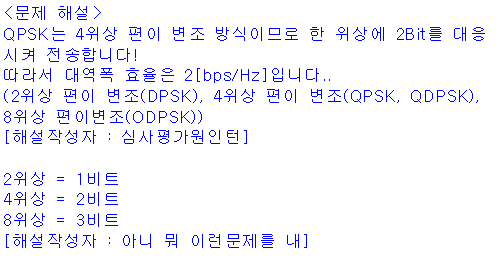 <문제 해설>
QPSK는 4위상 편이 변조 방식이므로 한 위상에 2Bit를 대응
시켜 전송합니다!
따라서 대역폭 효율은 2[bps/Hz]입니다..
(2위상 편이 변조(DPSK), 4위상 편이 변조(QPSK, QDPSK),
8위상 편이변조(ODPSK))
[해설작성자 : 심사평가원인턴]

2위상 = 1비트
4위상 = 2비트
8위상 = 3비트
[해설작성자 : 아니 뭐 이런문제를 내]